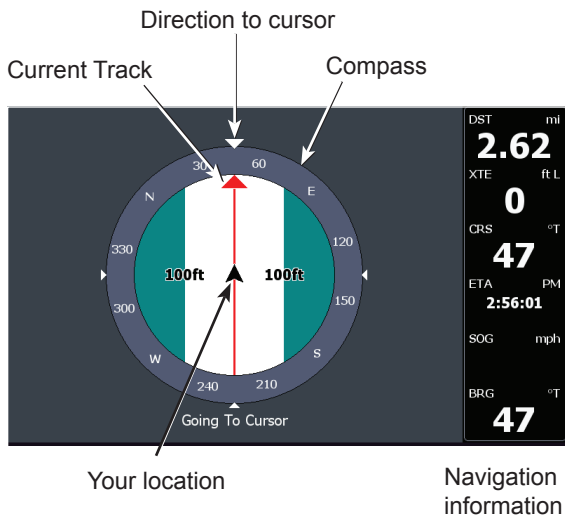 Direction to cursor
Current Track
Compass
DST mi
2.62
XTE ft L
0
CRS °T
47
ETA PM
2:56:01
SOG mph
BRG °T
47
30
60
N
E
330
120
100ft
100ft
300
150
W
S
240
210
Going To Cursor
Your location
Navigation
information